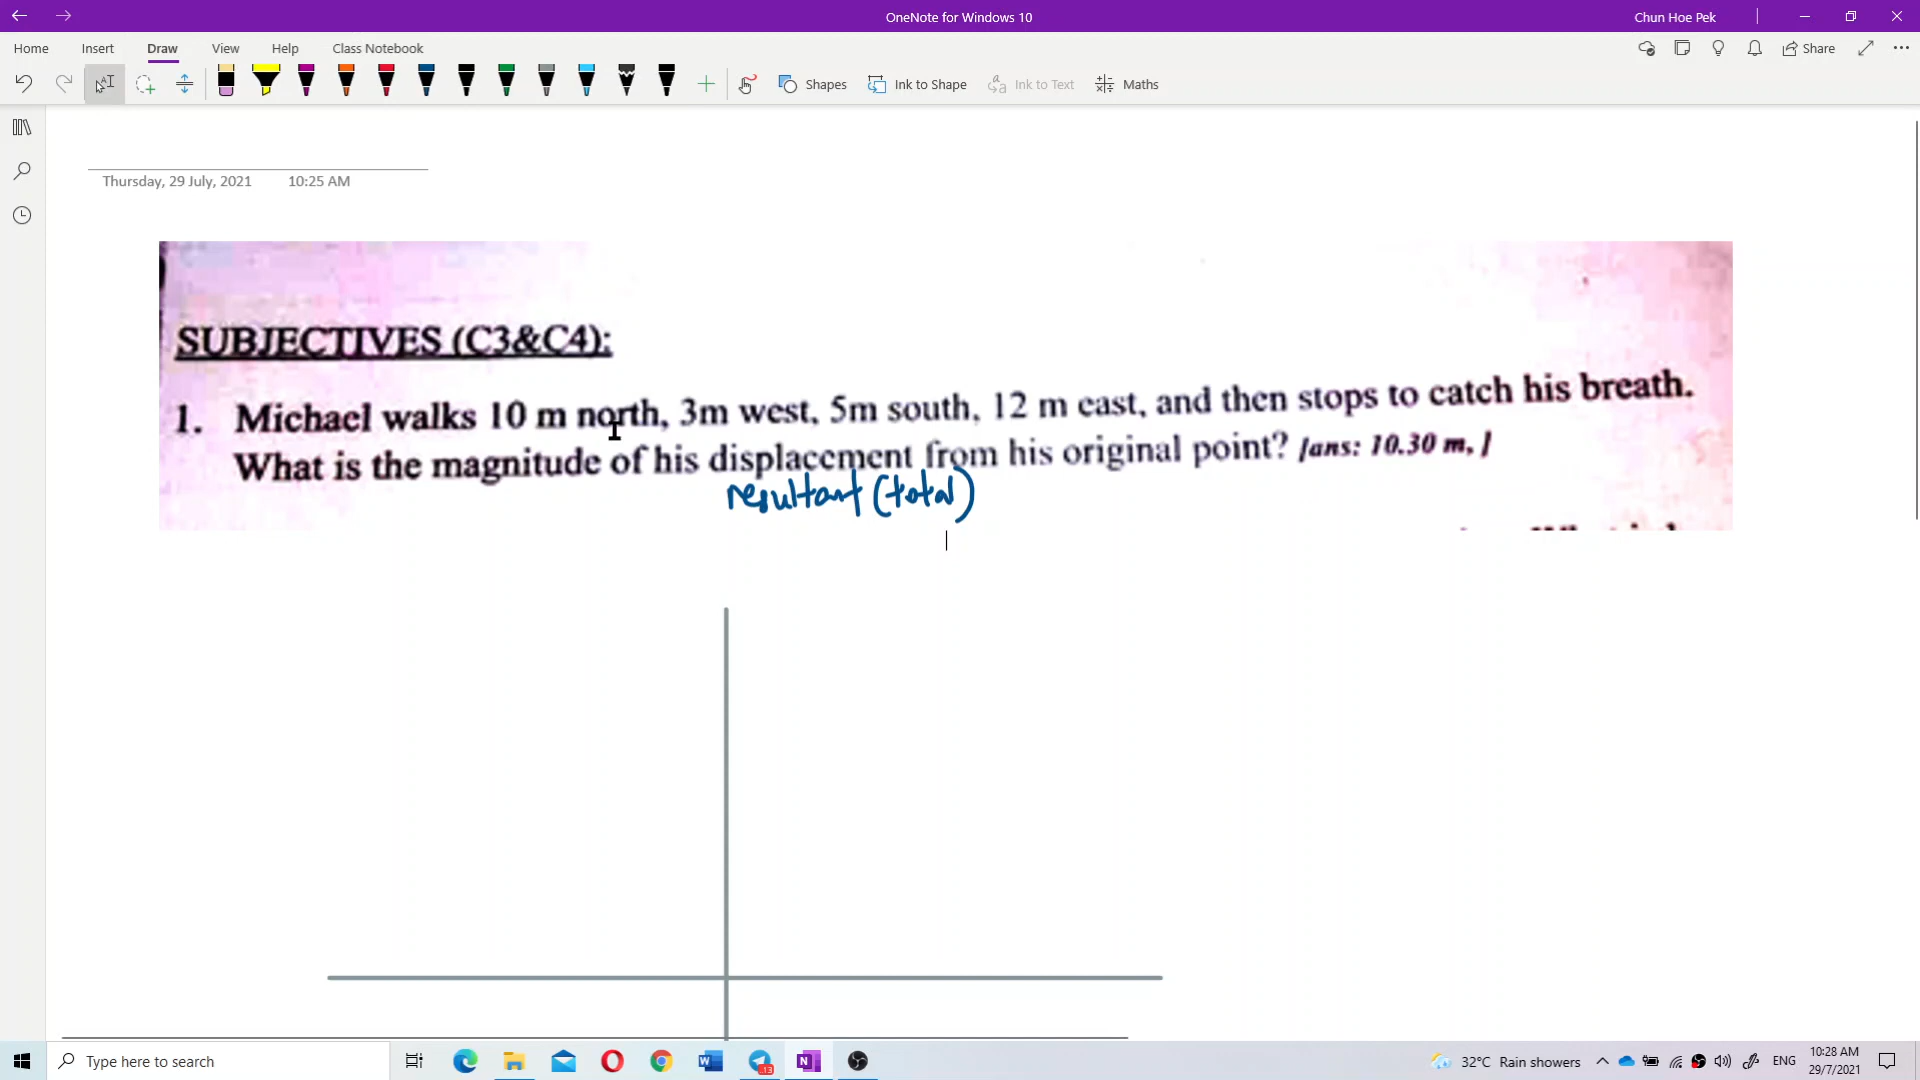 OneNote for Windows 10
Chun Hoe Pek
Home Insert Draw View Help Class Notebook
Share
Shapes Ink to Shape Ink to Text Maths
Thursday, 29 July, 2021 10:25 AM
SUBJECTIVES (C3&C4):
1. Michael walks 10 m north, 3m west, 5m south, 12 m east, and then stops to catch his breath.
What is the magnitude of his displacement from his original point? [ans: 10.30 m, ]
resultant (total)
Type here to search
13
32°C Rain showers
ENG
10:28 AM
29/7/2021